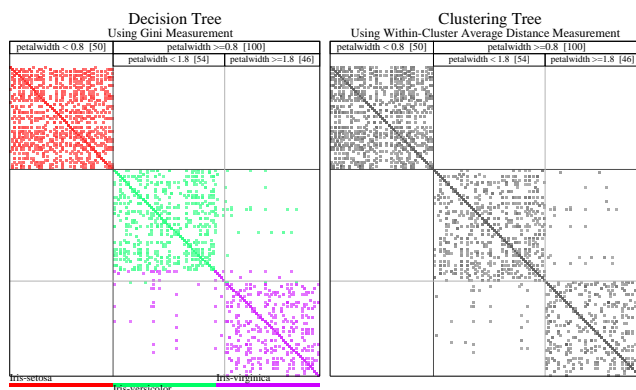 Decision Tree
Using Gini Measurement
petalwidth < 0.8 [50]
petalwidth >=0.8 [100]
petalwidth < 1.8 [54]
petalwidth >=1.8 [46]
Iris-setosa
Iris-versicolor
Iris-virginica
Clustering Tree
Using Within-Cluster Average Distance Measurement
petalwidth < 0.8 [50]
petalwidth >=0.8 [100]
petalwidth < 1.8 [54]
petalwidth >=1.8 [46]